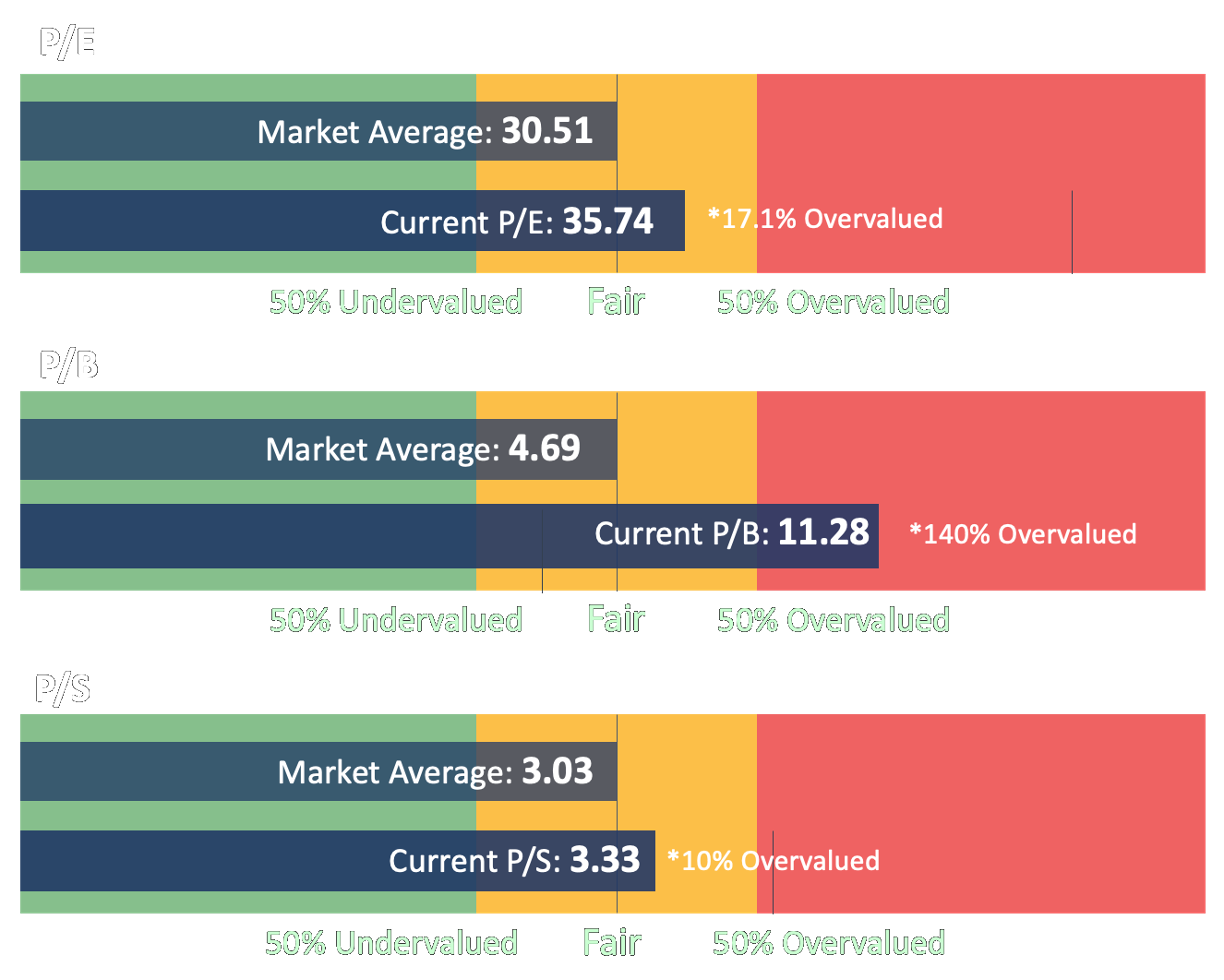 P/E
Market Average: 30.51
Current P/E: 35.74 *17.1% Overvalued
50% Undervalued Fair 50% Overvalued
P/B
Market Average: 4.69
Current P/B: 11.28 *140% Overvalued
50% Undervalued Fair 50% Overvalued
P/S
Market Average: 3.03
Current P/S: 3.33 *10% Overvalued
50% Undervalued Fair 50% Overvalued